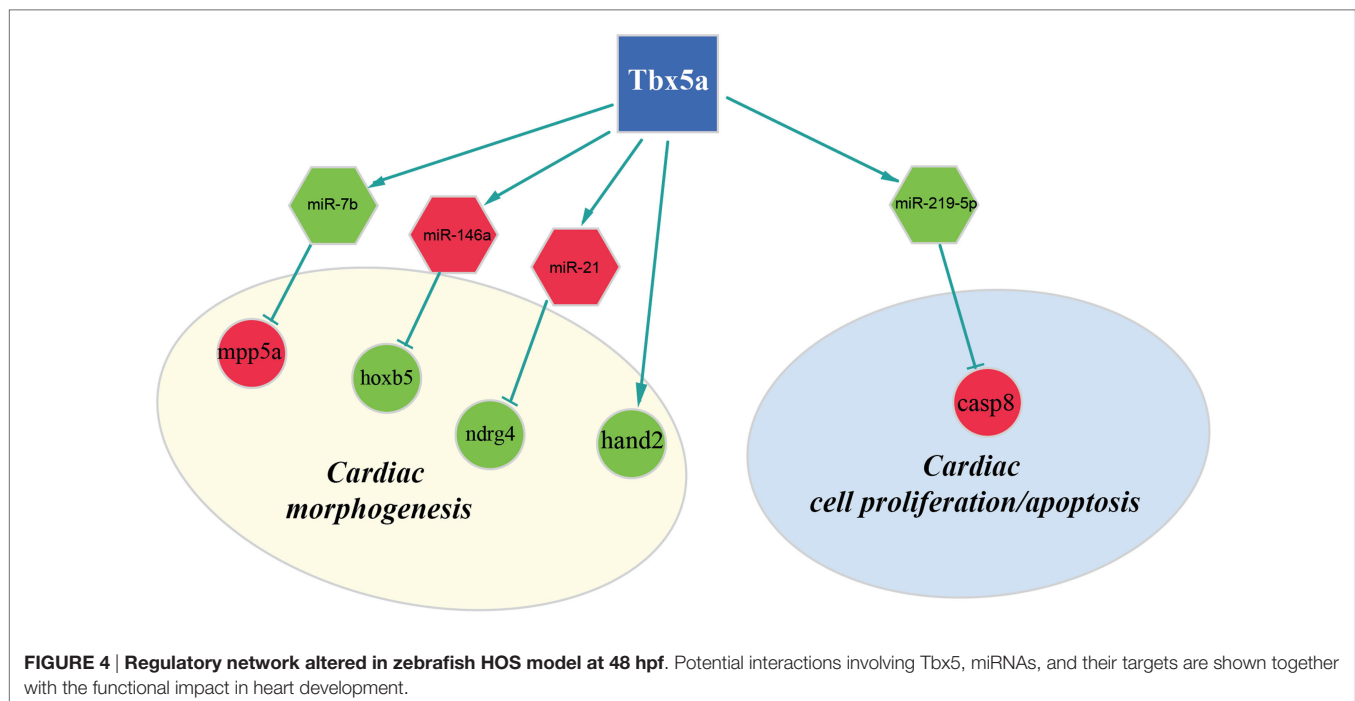 Tbx5a
miR-7b
miR-146a
miR-21
miR-219-5p
mpp5a
hoxb5
ndrg4
hand2
casp8
Cardiac
morphogenesis
Cardiac
cell proliferation/apoptosis
FIGURE 4 | Regulatory network altered in zebrafish HOS model at 48 hpf. Potential interactions involving Tbx5, miRNAs, and their targets are shown together
with the functional impact in heart development.